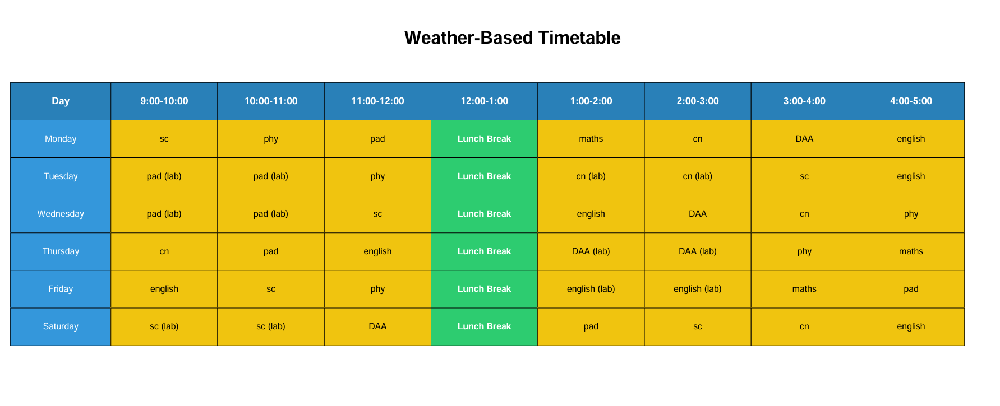 Weather-Based Timetable
Day 9:00-10:00 10:00-11:00 11:00-12:00 12:00-1:00 1:00-2:00 2:00-3:00 3:00-4:00 4:00-5:00
Monday sc phy pad Lunch Break maths cn DAA english
Tuesday pad (lab) pad (lab) phy Lunch Break cn (lab) cn (lab) sc english
Wednesday pad (lab) pad (lab) sc Lunch Break english DAA cn phy
Thursday cn pad english Lunch Break DAA (lab) DAA (lab) phy maths
Friday english sc phy Lunch Break english (lab) english (lab) maths pad
Saturday sc (lab) sc (lab) DAA Lunch Break pad sc cn english